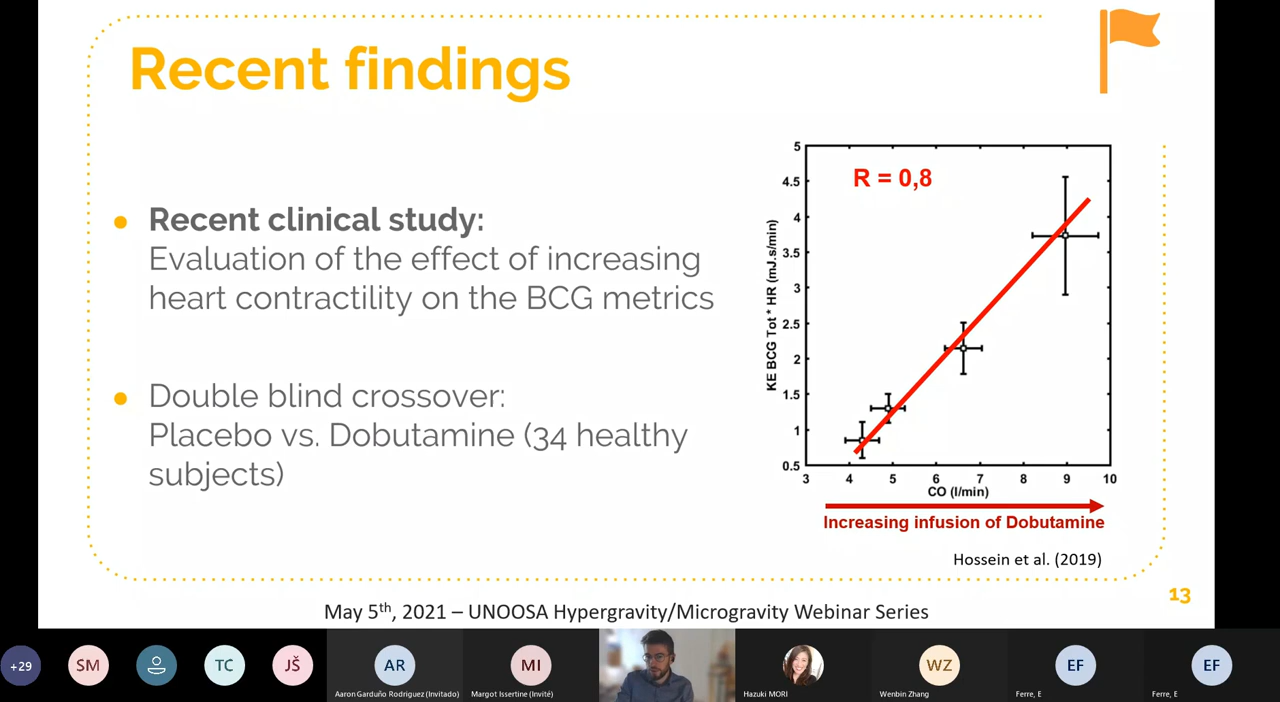 Recent findings
Recent clinical study:
Evaluation of the effect of increasing
heart contractility on the BCG metrics
Double blind crossover:
Placebo vs. Dobutamine (34 healthy
subjects)
R = 0,8
KE BCG Tot * HR (mJ.s/min)
5
4.5
4
3.5
3
2.5
2
1.5
1
0.5
3 4 5 6 7 8 9 10
CO (l/min)
Increasing infusion of Dobutamine
Hossein et al. (2019)
13
May 5th, 2021 – UNOOSA Hypergravity/Microgravity Webinar Series
+29
SM
TC
JŠ
AR
MI
WZ
EF
EF
Aaron Garduño Rodriguez (Invitado)
Margot Issertine (Invité)
Hazuki MORI
Wenbin Zhang
Ferre, E
Ferre, E